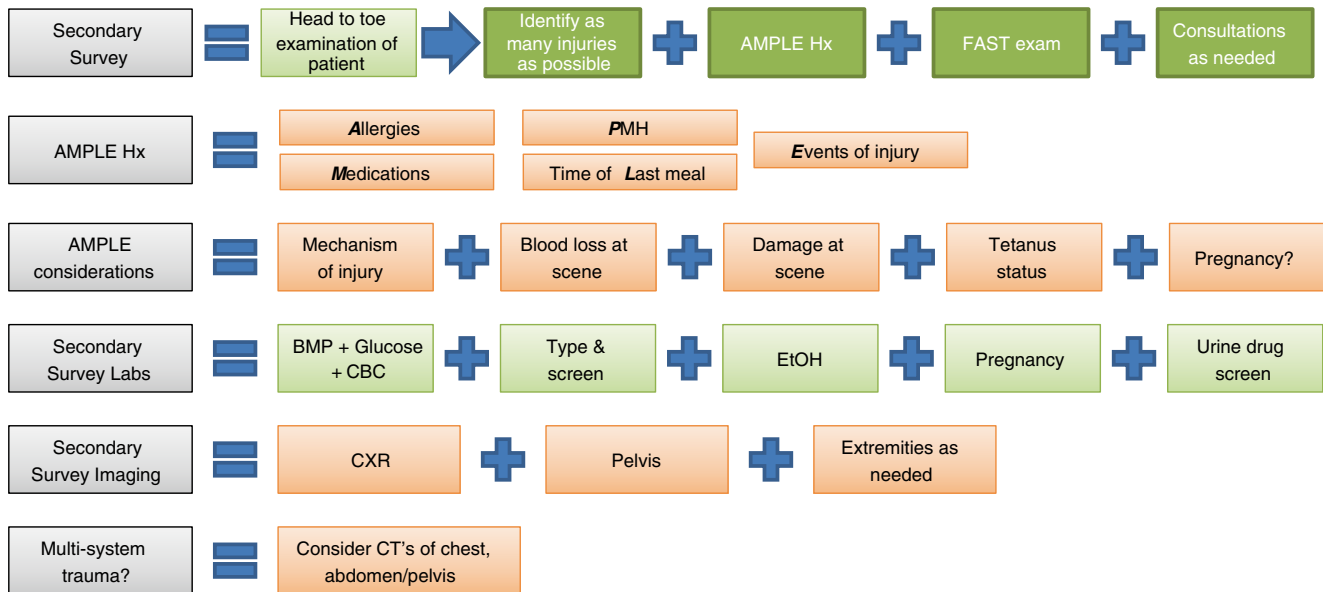 Secondary
Survey
Head to toe
examination of
patient
Identify as
many injuries
as possible
AMPLE Hx
FAST exam
Consultations
as needed
AMPLE Hx
Allergies
PMH
Events of injury
Medications
Time of Last meal
AMPLE
considerations
Mechanism
of injury
Blood loss at
scene
Damage at
scene
Tetanus
status
Pregnancy?
Secondary
Survey Labs
BMP + Glucose
+ CBC
Type &
screen
EtOH
Pregnancy
Urine drug
screen
Secondary
Survey Imaging
CXR
Pelvis
Extremities as
needed
Multi-system
trauma?
Consider CT's of chest,
abdomen/pelvis